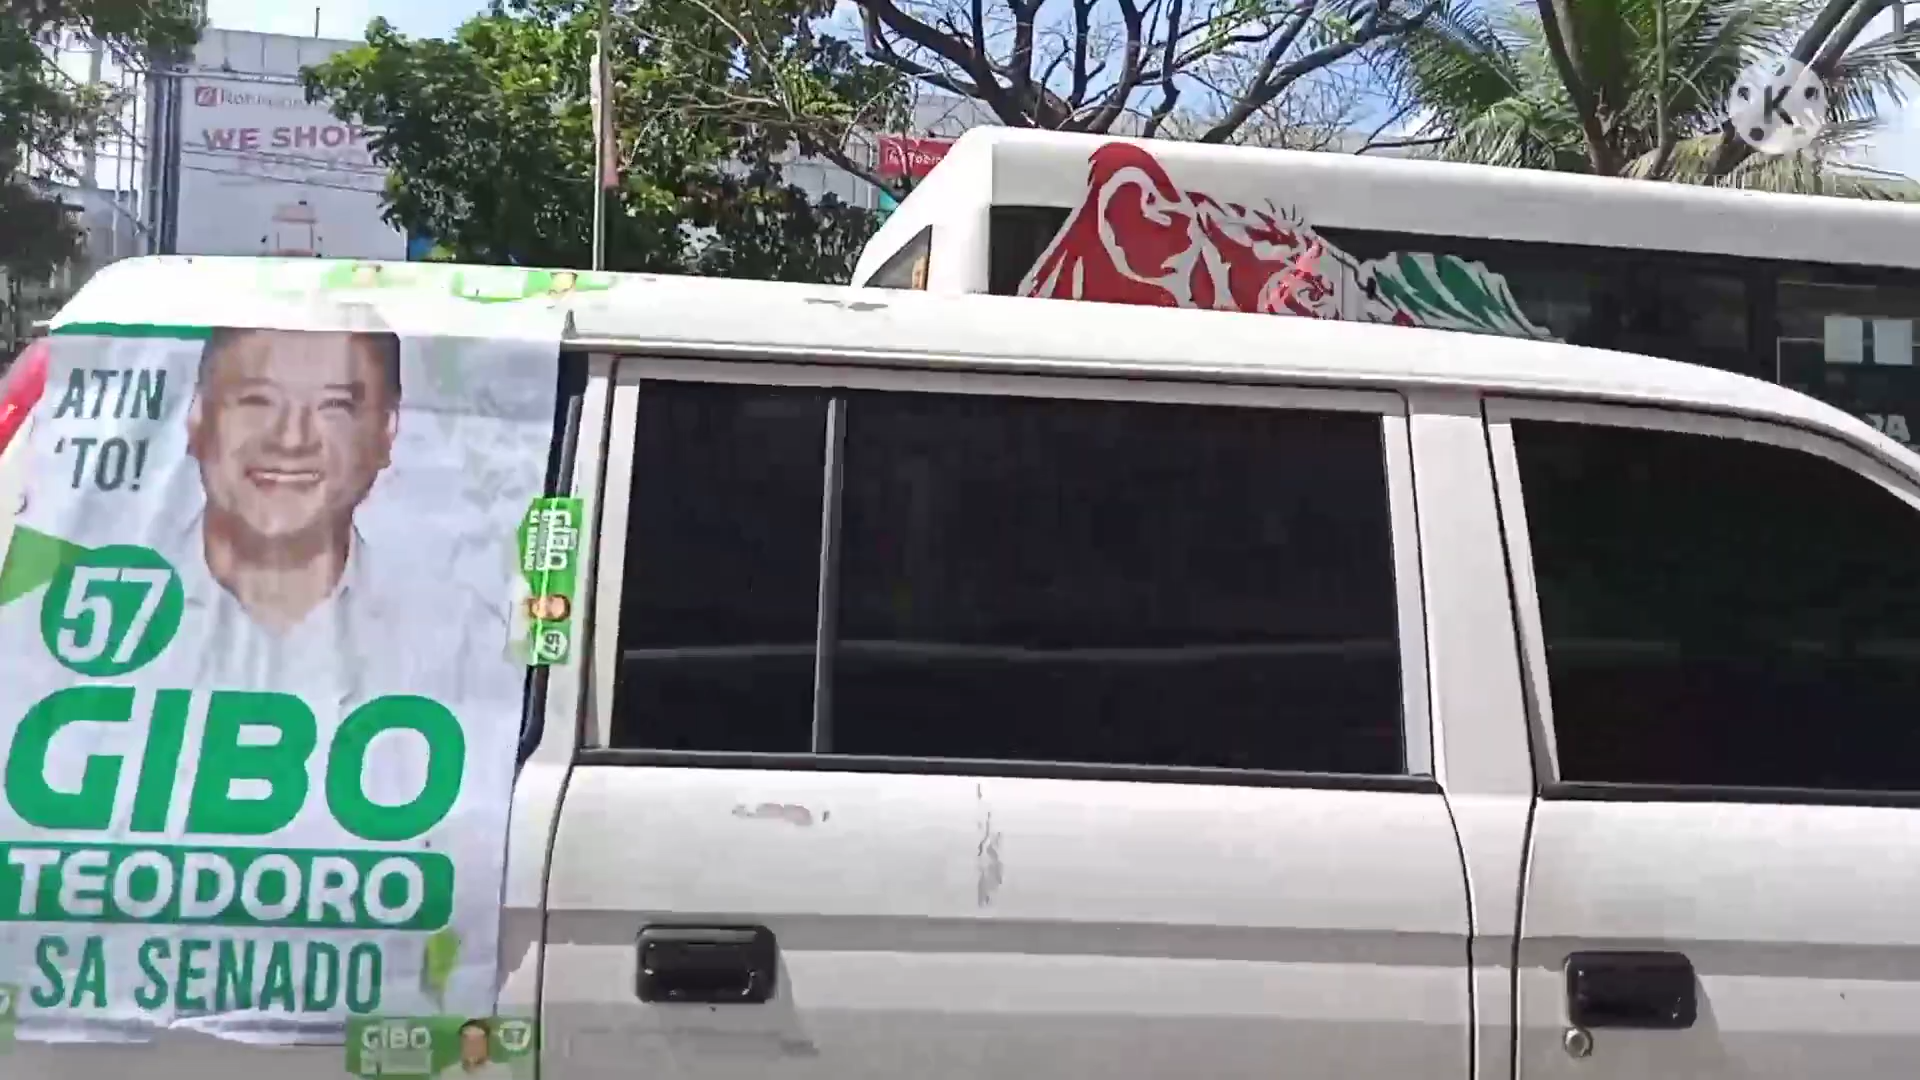 WE SHOP
K
ATIN
'TO!
57
GIBO
TEODORO
SA SENADO
GIBO
57
GIBO
57